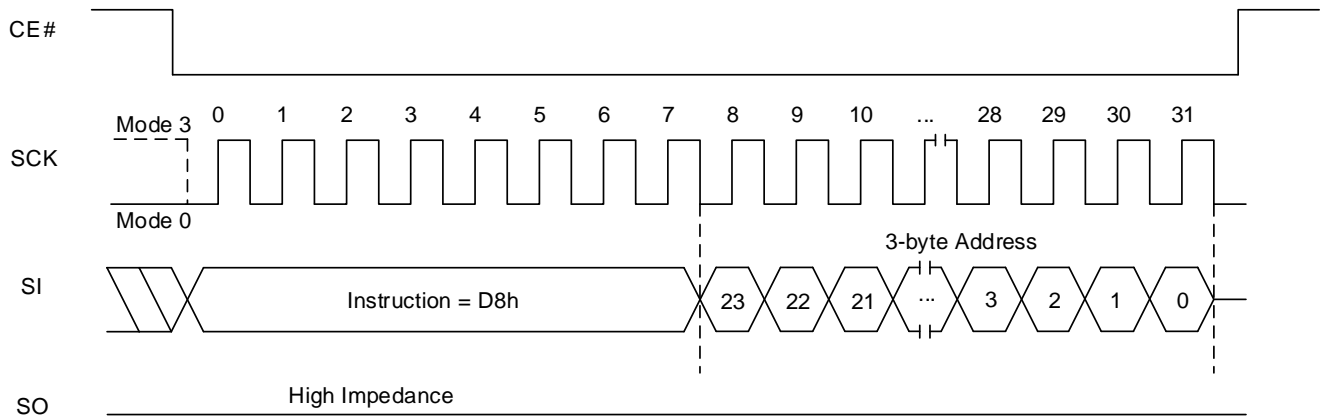 CE#
0 1 2 3 4 5 6 7 8 9 10 ... 28 29 30 31
Mode 3
SCK
Mode 0
3-byte Address
SI
Instruction = D8h
23 22 21 ... 3 2 1 0
High Impedance
SO